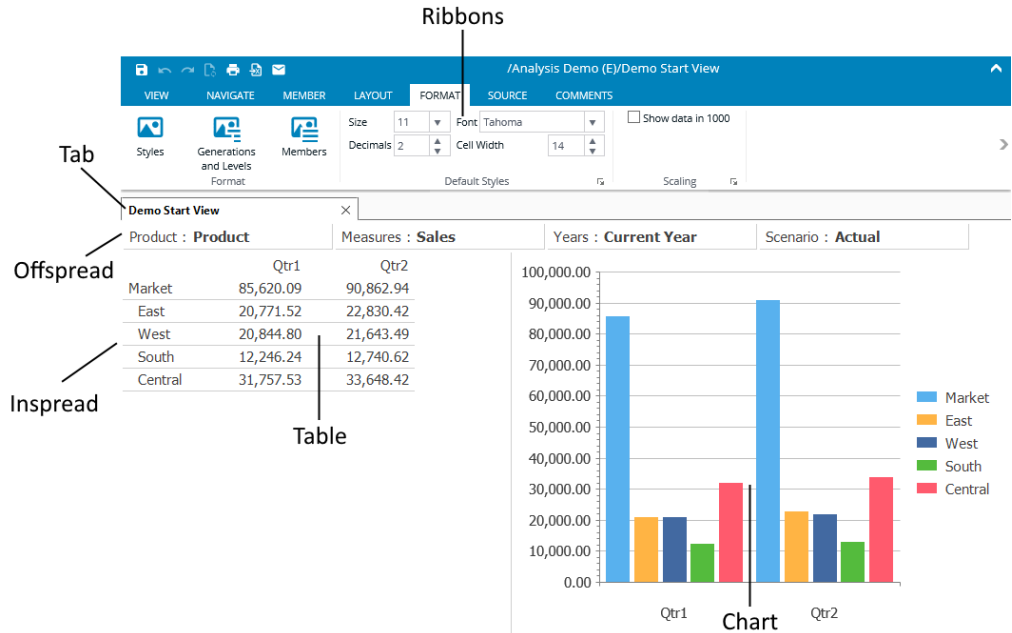 Ribbons
/Analysis Demo (E)/Demo Start View
VIEW NAVIGATE MEMBER LAYOUT FORMAT SOURCE COMMENTS
Size 11 Font Tahoma Show data in 1000
Decimals 2 Cell Width 14
Styles Generations and Levels Members
Format Default Styles Scaling
Tab
Demo Start View
Product : Product Measures : Sales Years : Current Year Scenario : Actual
Offspread
Qtr1 Qtr2
Market 85,620.09 90,862.94
East 20,771.52 22,830.42
West 20,844.80 21,643.49
South 12,246.24 12,740.62
Central 31,757.53 33,648.42
Inspread
Table
100,000.00
90,000.00
80,000.00
70,000.00
60,000.00
50,000.00
40,000.00
30,000.00
20,000.00
10,000.00
0.00
Qtr1 Qtr2
Chart
Market
East
West
South
Central